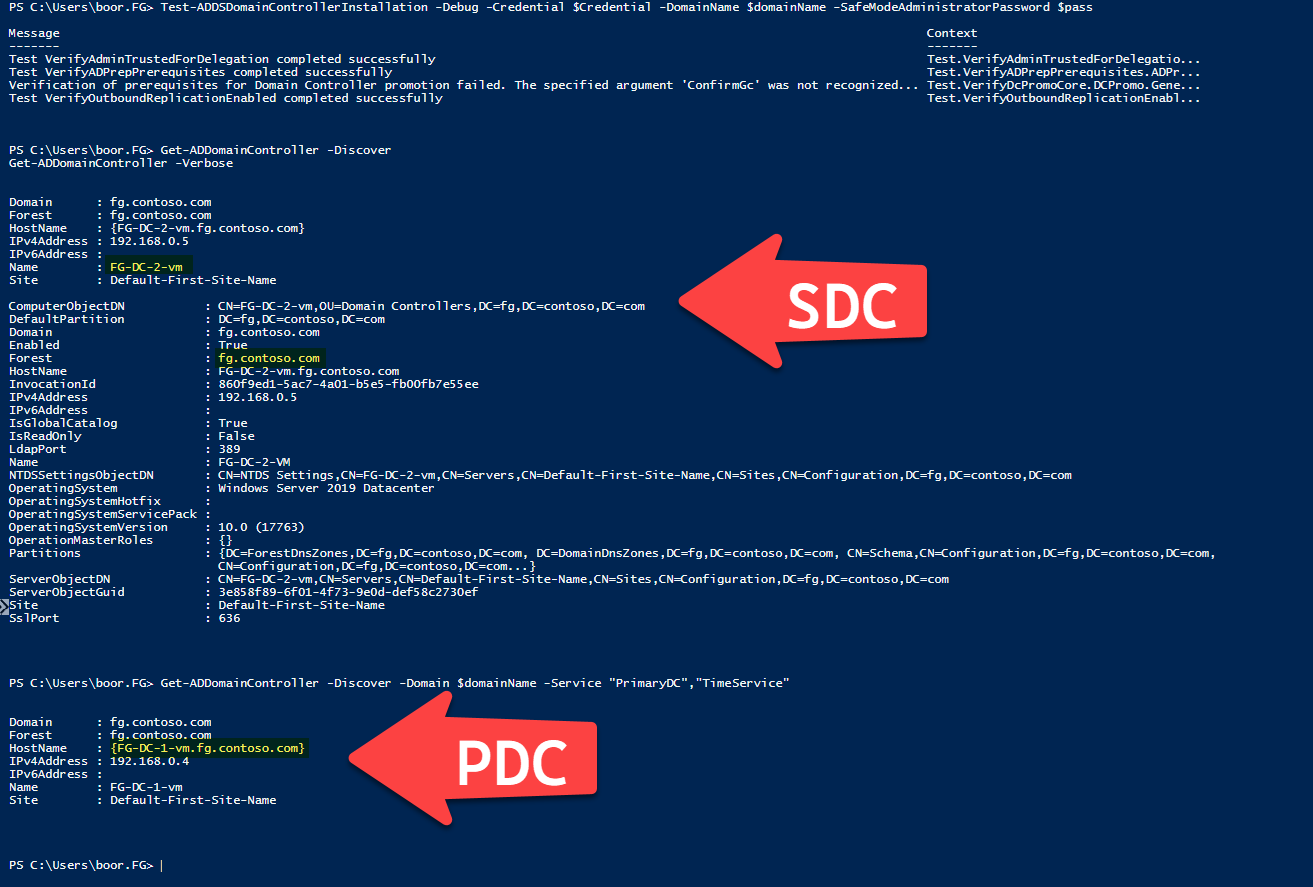 PS C:\Users\boor.FG> Test-ADDSDomainControllerInstallation -Debug -Credential $Credential -DomainName $domainName -SafeModeAdministratorPassword $pass
Message Context
------- -------
Test VerifyAdminTrustedForDelegation completed successfully Test.VerifyAdminTrustedForDelegatio...
Test VerifyADPrepPrerequisites completed successfully Test.VerifyADPrepPrerequisites.ADPr...
Verification of prerequisites for Domain Controller promotion failed. The specified argument 'ConfirmGc' was not recognized... Test.VerifyDcPromoCore.DCPromo.Gene...
Test VerifyOutboundReplicationEnabled completed successfully Test.VerifyOutboundReplicationEnabl...
PS C:\Users\boor.FG> Get-ADDomainController -Discover
Get-ADDomainController -Verbose
Domain : fg.contoso.com
Forest : fg.contoso.com
HostName : {FG-DC-2-vm.fg.contoso.com}
IPv4Address : 192.168.0.5
IPv6Address :
Name : FG-DC-2-vm
Site : Default-First-Site-Name
SDC
ComputerObjectDN : CN=FG-DC-2-vm,OU=Domain Controllers,DC=fg,DC=contoso,DC=com
DefaultPartition : DC=fg,DC=contoso,DC=com
Domain : fg.contoso.com
Enabled : True
Forest : fg.contoso.com
HostName : FG-DC-2-vm.fg.contoso.com
InvocationId : 860f9ed1-5ac7-4a01-b5e5-fb00fb7e55ee
IPv4Address : 192.168.0.5
IPv6Address :
IsGlobalCatalog : True
IsReadOnly : False
LdapPort : 389
Name : FG-DC-2-VM
NTDSSettingsObjectDN : CN=NTDS Settings,CN=FG-DC-2-vm,CN=Servers,CN=Default-First-Site-Name,CN=Sites,CN=Configuration,DC=fg,DC=contoso,DC=com
OperatingSystem : Windows Server 2019 Datacenter
OperatingSystemHotfix :
OperatingSystemServicePack :
OperatingSystemVersion : 10.0 (17763)
OperationMasterRoles : {}
Partitions : {DC=ForestDnsZones,DC=fg,DC=contoso,DC=com, DC=DomainDnsZones,DC=fg,DC=contoso,DC=com, CN=Schema,CN=Configuration,DC=fg,DC=contoso,DC=com,
CN=Configuration,DC=fg,DC=contoso,DC=com...}
ServerObjectDN : CN=FG-DC-2-vm,CN=Servers,CN=Default-First-Site-Name,CN=Sites,CN=Configuration,DC=fg,DC=contoso,DC=com
ServerObjectGuid : 3e858f89-6f01-4f73-9e0d-def58c2730ef
Site : Default-First-Site-Name
SslPort : 636
PS C:\Users\boor.FG> Get-ADDomainController -Discover -Domain $domainName -Service "PrimaryDC","TimeService"
Domain : fg.contoso.com
Forest : fg.contoso.com
HostName : {FG-DC-1-vm.fg.contoso.com}
IPv4Address : 192.168.0.4
IPv6Address :
Name : FG-DC-1-vm
Site : Default-First-Site-Name
PDC
PS C:\Users\boor.FG>